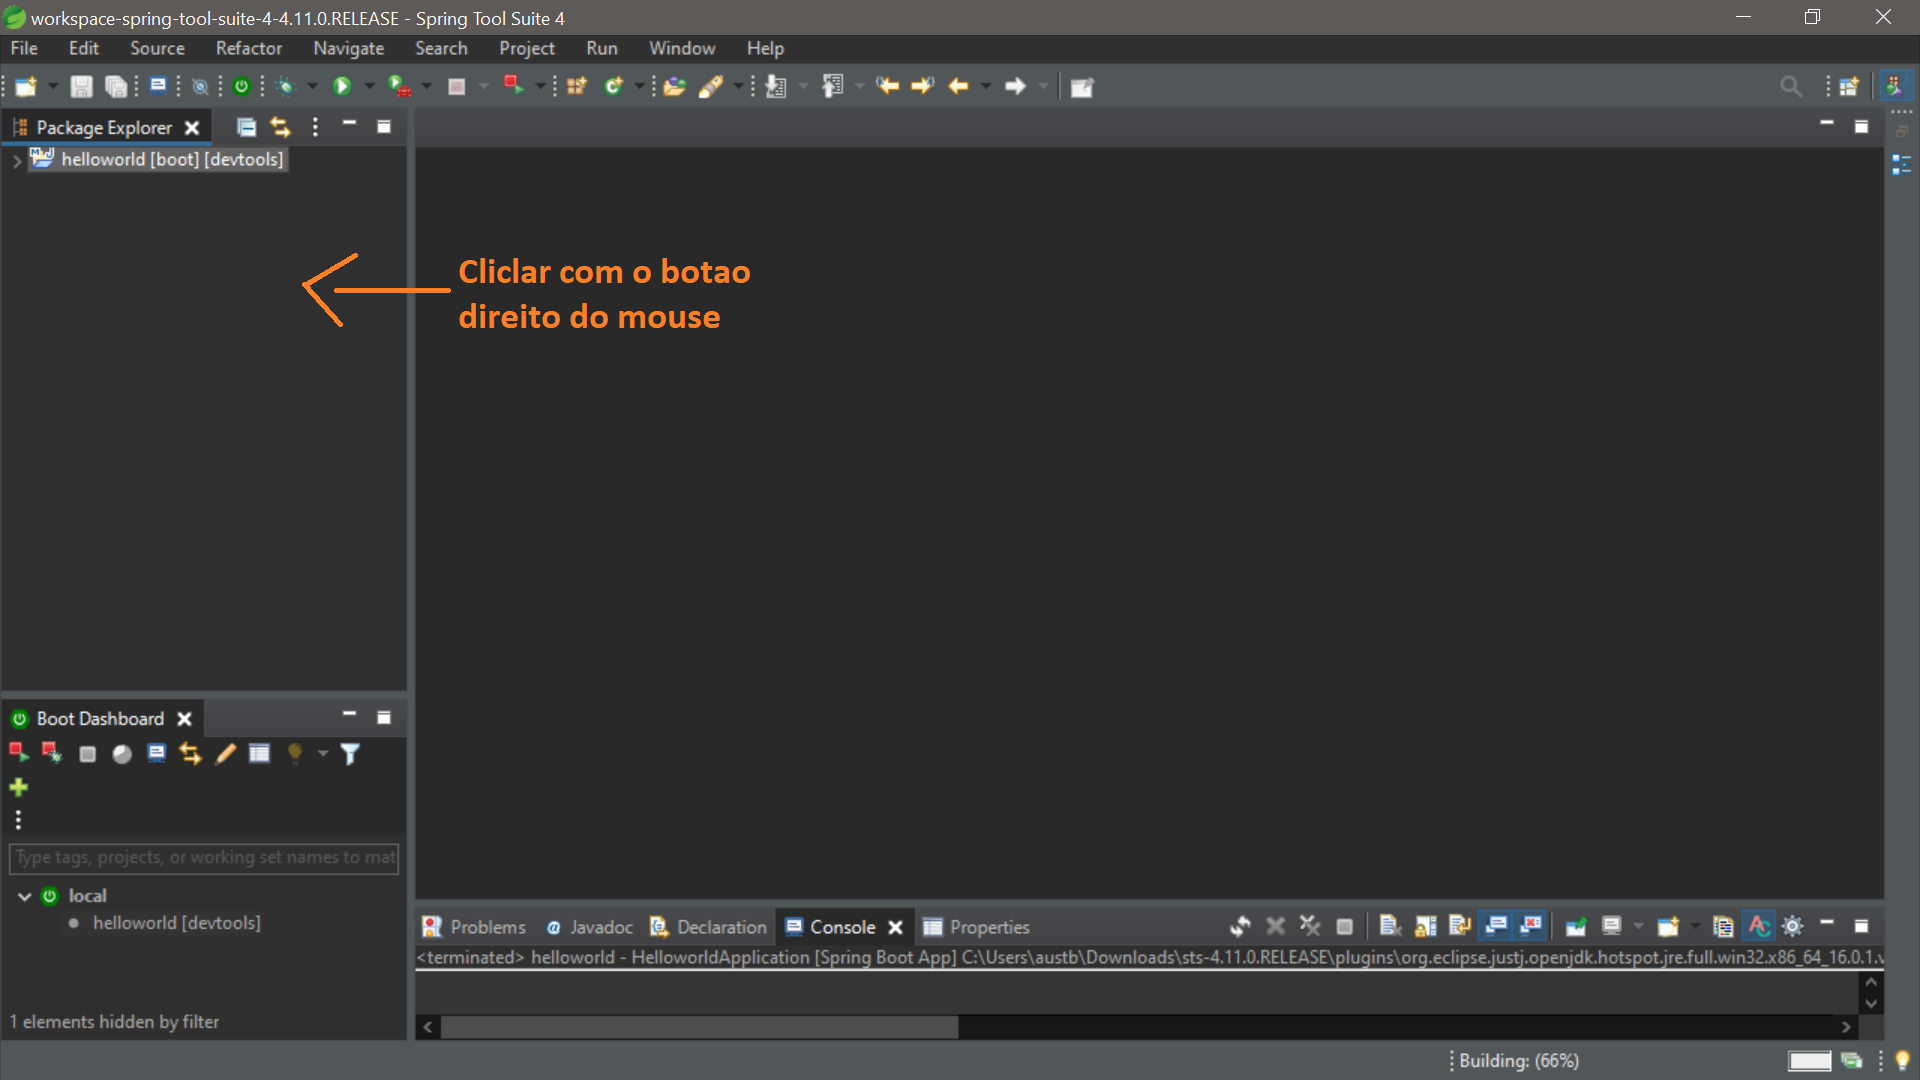 workspace-spring-tool-suite-4-4.11.0.RELEASE - Spring Tool Suite 4
File Edit Source Refactor Navigate Search Project Run Window Help
Package Explorer
helloworld [boot] [devtools]
Cliclar com o botao
direito do mouse
Boot Dashboard
Type tags, projects, or working set names to mat
local
helloworld [devtools]
1 elements hidden by filter
Problems Javadoc Declaration Console Properties
<terminated> helloworld - HelloworldApplication [Spring Boot App] C:\Users\austb\Downloads\sts-4.11.0.RELEASE\plugins\org.eclipse.justj.openjdk.hotspot.jre.full.win32.x86_64_16.0.1.v
Building: (66%)